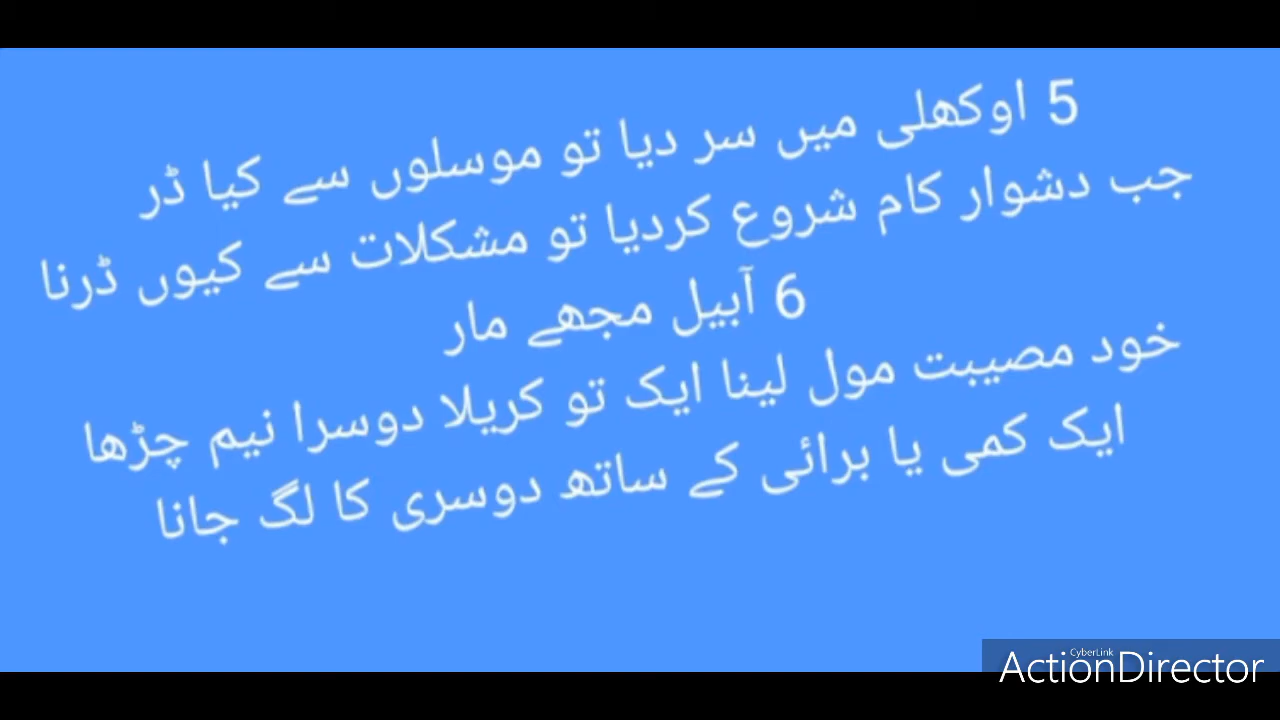 5 اوکھلی میں سر دیا تو موسلوں سے کیا ڈر
جب دشوار کام شروع کردیا تو مشکلات سے کیوں ڈرنا
6 آبیل مجھے مار
خود مصیبت مول لینا ایک تو کریلا دوسرا نیم چڑھا
ایک کمی یا برائی کے ساتھ دوسری کا لگ جانا
CyberLink
ActionDirector